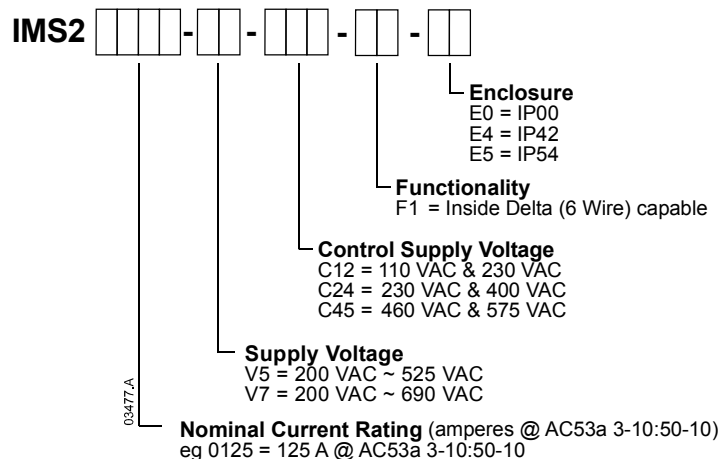 IMS2 - - - -
Enclosure
E0 = IP00
E4 = IP42
E5 = IP54
Functionality
F1 = Inside Delta (6 Wire) capable
Control Supply Voltage
C12 = 110 VAC & 230 VAC
C24 = 230 VAC & 400 VAC
C45 = 460 VAC & 575 VAC
Supply Voltage
V5 = 200 VAC ~ 525 VAC
V7 = 200 VAC ~ 690 VAC
03477.A
Nominal Current Rating (amperes @ AC53a 3-10:50-10)
eg 0125 = 125 A @ AC53a 3-10:50-10